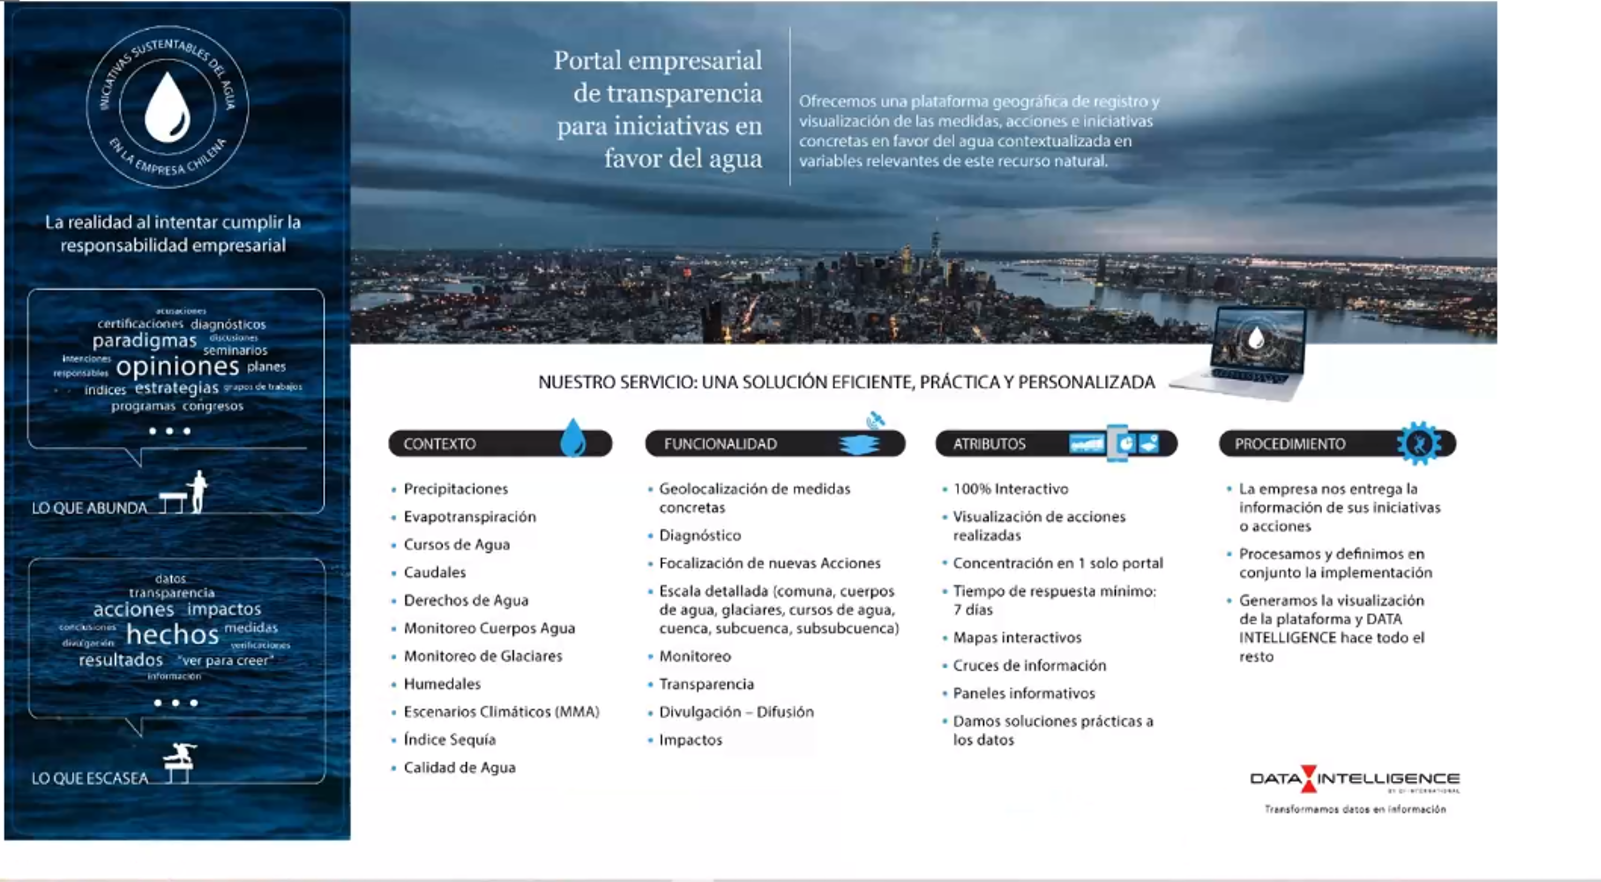 INICIATIVAS SUSTENTABLES DEL AGUA
EN LA EMPRESA CHILENA
La realidad al intentar cumplir la
responsabilidad empresarial
acusaciones
certificaciones diagnósticos
paradigmas discusiones
seminarios
intenciones opiniones planes
responsables
índices estrategias grupos de trabajos
programas congresos
...
LO QUE ABUNDA
datos
transparencia
acciones impactos
conclusiones hechos medidas
divulgación verificaciones
resultados "ver para creer"
información
...
LO QUE ESCASEA
Portal empresarial
de transparencia
para iniciativas en
favor del agua
Ofrecemos una plataforma geográfica de registro y
visualización de las medidas, acciones e iniciativas
concretas en favor del agua contextualizada en
variables relevantes de este recurso natural.
NUESTRO SERVICIO: UNA SOLUCIÓN EFICIENTE, PRÁCTICA Y PERSONALIZADA
CONTEXTO
• Precipitaciones
• Evapotranspiración
• Cursos de Agua
• Caudales
• Derechos de Agua
• Monitoreo Cuerpos Agua
• Monitoreo de Glaciares
• Humedales
• Escenarios Climáticos (MMA)
• Índice Sequía
• Calidad de Agua
FUNCIONALIDAD
• Geolocalización de medidas
concretas
• Diagnóstico
• Focalización de nuevas Acciones
• Escala detallada (comuna, cuerpos
de agua, glaciares, cursos de agua,
cuenca, subcuenca, subsubcuenca)
• Monitoreo
• Transparencia
• Divulgación – Difusión
• Impactos
ATRIBUTOS
• 100% Interactivo
• Visualización de acciones
realizadas
• Concentración en 1 solo portal
• Tiempo de respuesta mínimo:
7 días
• Mapas interactivos
• Cruces de información
• Paneles informativos
• Damos soluciones prácticas a
los datos
PROCEDIMIENTO
• La empresa nos entrega la
información de sus iniciativas
o acciones
• Procesamos y definimos en
conjunto la implementación
• Generamos la visualización
de la plataforma y DATA
INTELLIGENCE hace todo el
resto
DATA INTELLIGENCE
BY DI-INTERNATIONAL
Transformamos datos en información